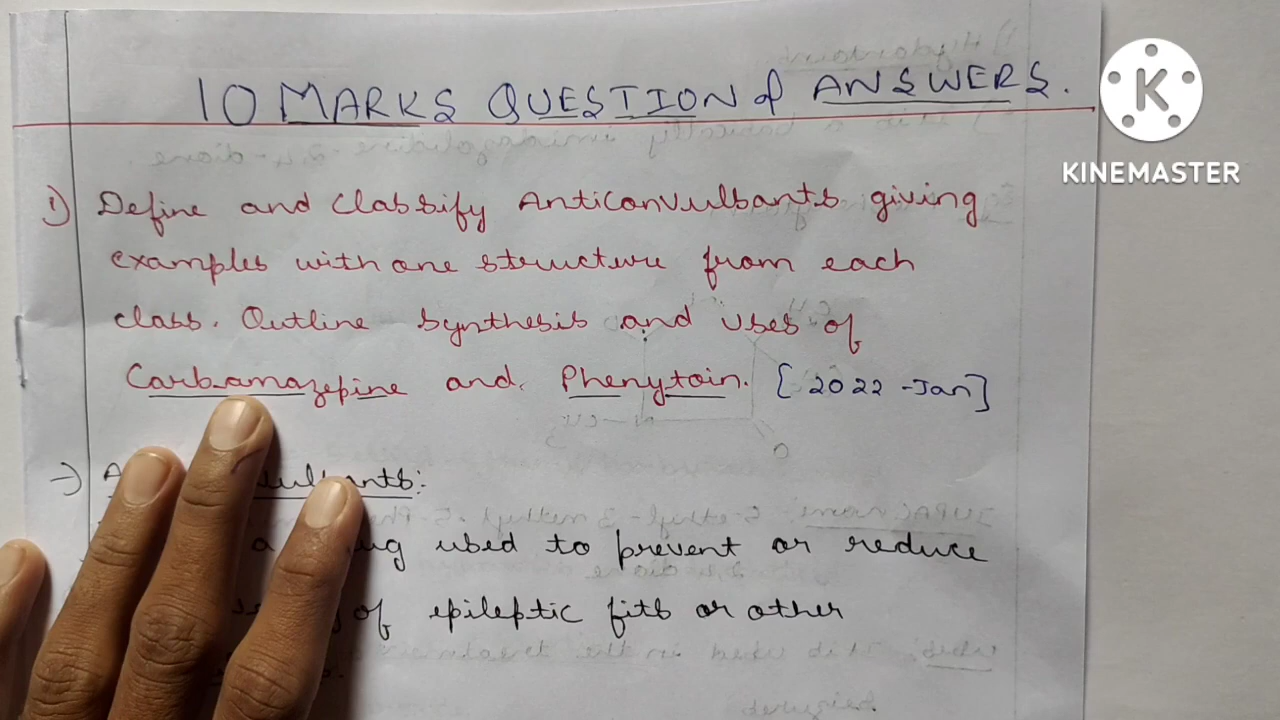 10 MARKS QUESTION & ANSWERS.
K
KINEMASTER
1) Define and Classify Anticonvulsants giving
examples with one structure from each
class. Outline synthesis and uses of
Carbamazepine and Phenytoin. [2022 -Jan]
used to prevent or reduce
of epileptic fits or other